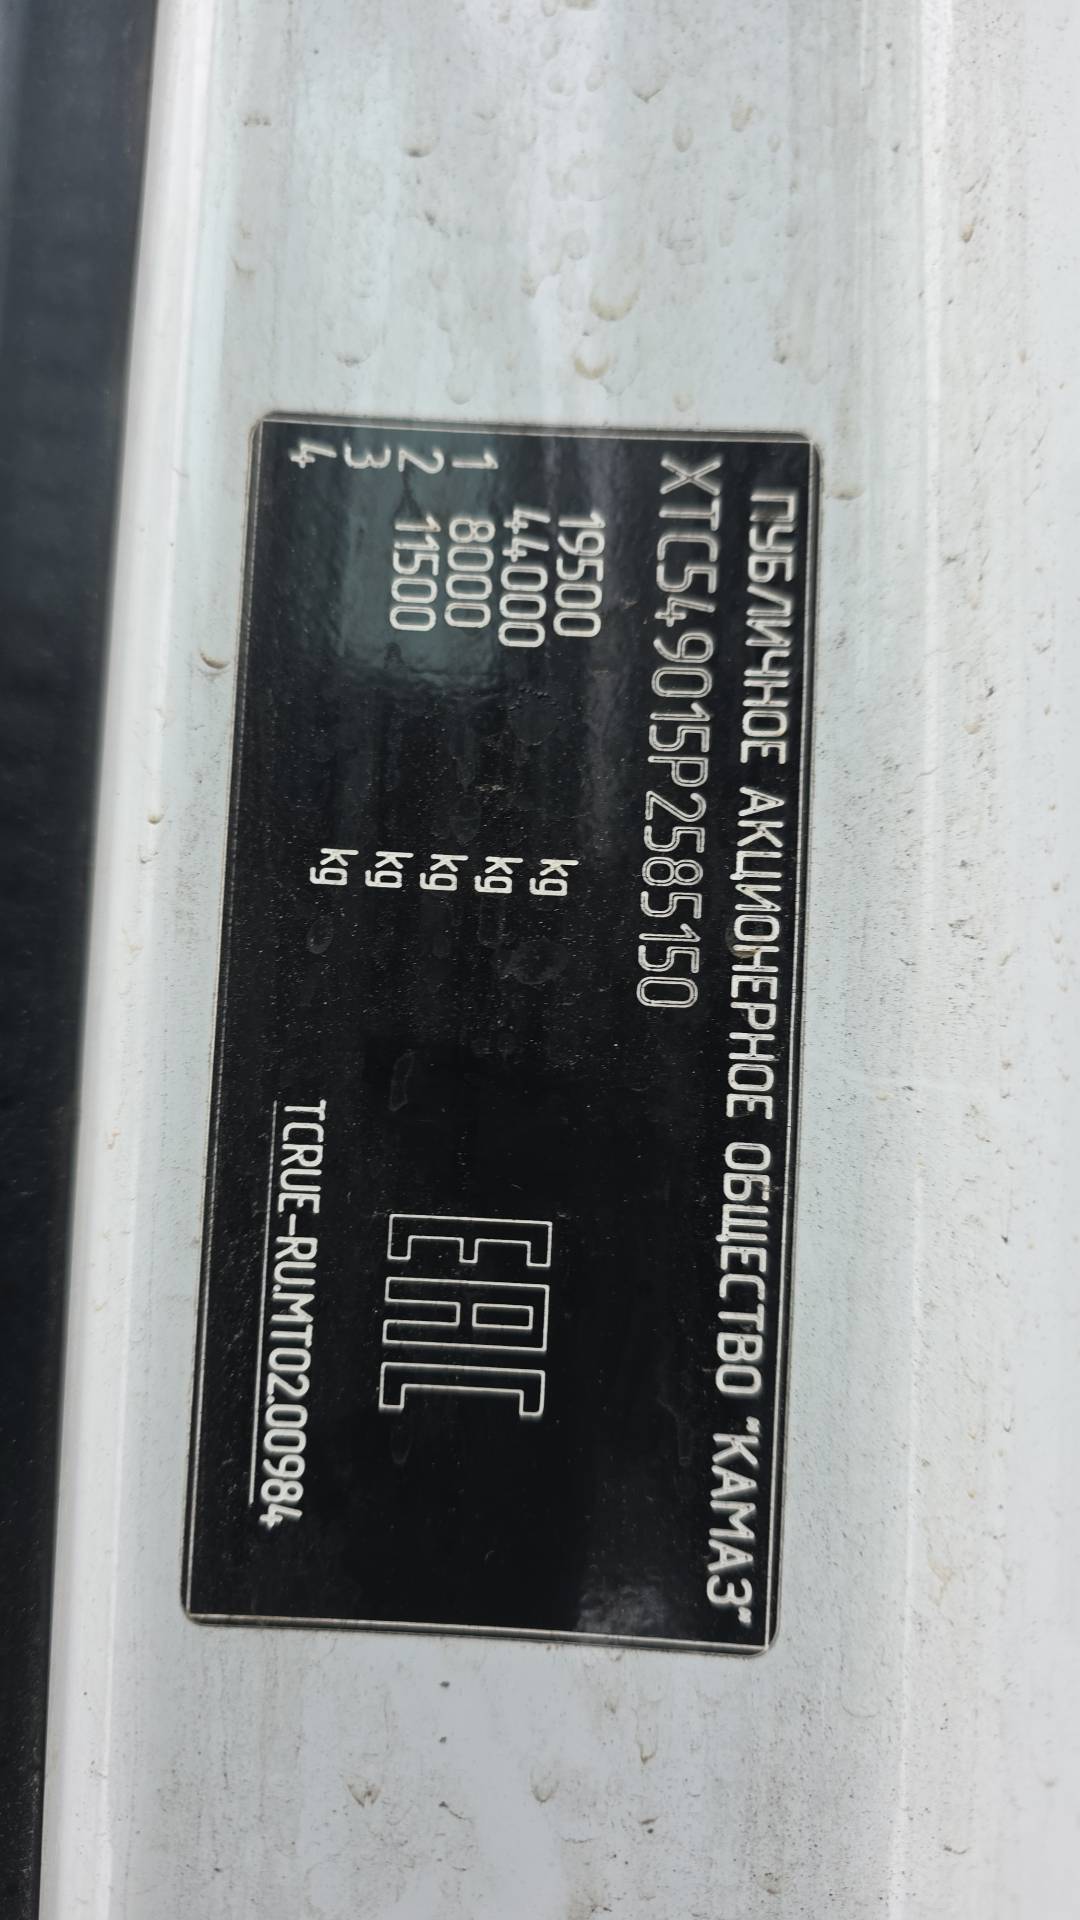 ПУБЛИЧНОЕ АКЦИОНЕРНОЕ ОБЩЕСТВО "КАМАЗ"
XTC549015P2585150
19500 kg
44000 kg
1 8000 kg
2 11500 kg
3 kg
4
EAC
TCRUE-RU.MT02.00984